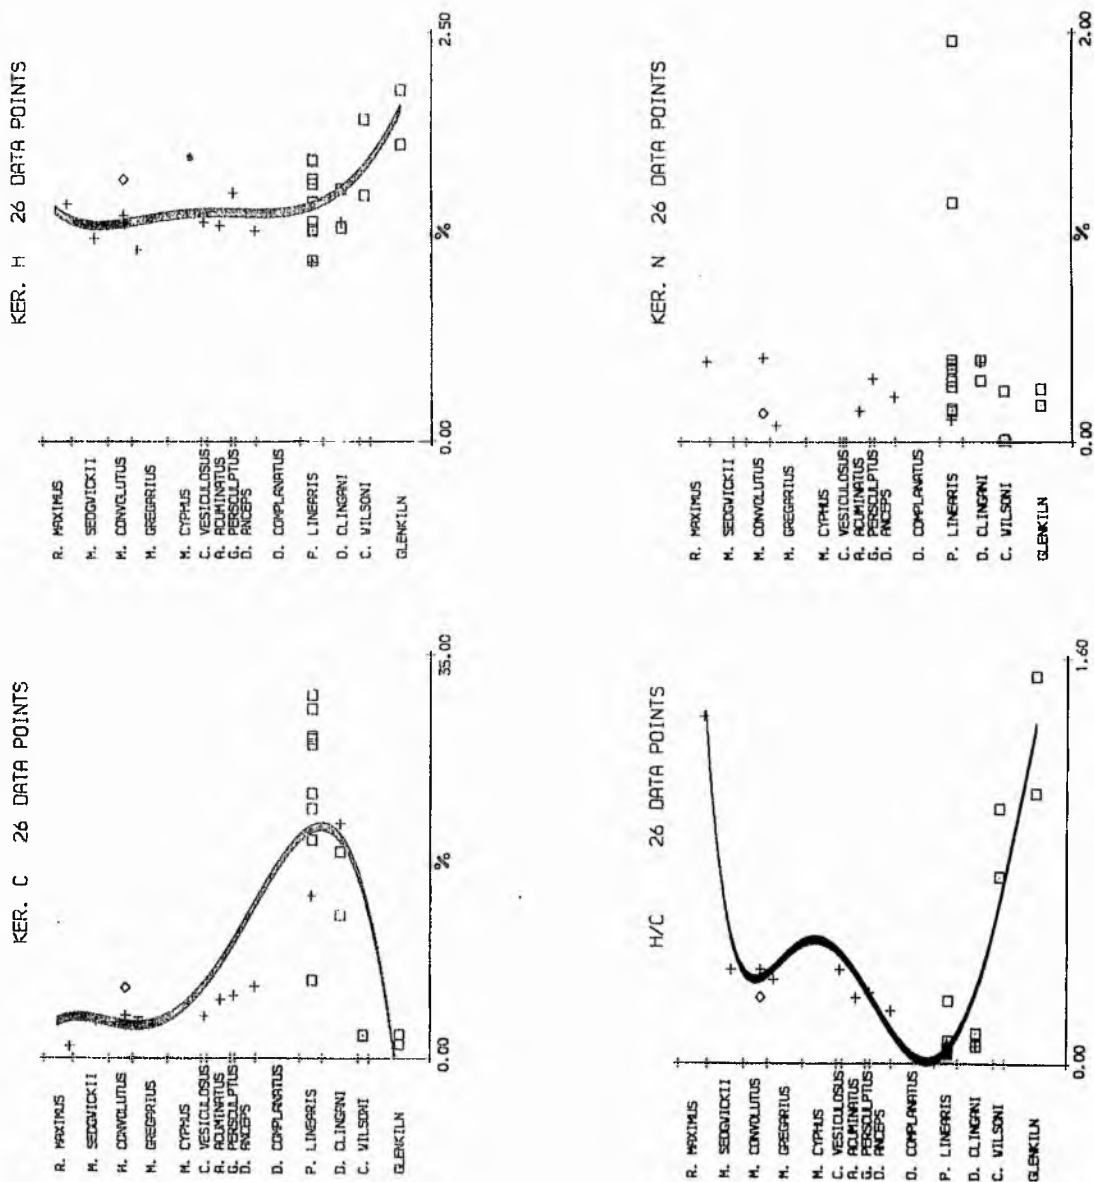 KER. H 26 DATA POINTS
2.50
%
0.00
R. MAXIMUS
M. SEDGWICKII
M. CONVOLUTUS
M. GREGARIUS
M. CYPHUS
C. VESICULOSUS
A. ACUMINATUS
G. PERSCULPTUS
D. ANCEPS
D. COMPLANATUS
P. LINEARIS
D. CLINGANI
C. WILSONI
GLENKILN
KER. N 26 DATA POINTS
2.00
%
0.00
R. MAXIMUS
M. SEDGWICKII
M. CONVOLUTUS
M. GREGARIUS
M. CYPHUS
C. VESICULOSUS
A. ACUMINATUS
G. PERSCULPTUS
D. ANCEPS
D. COMPLANATUS
P. LINEARIS
D. CLINGANI
C. WILSONI
GLENKILN
KER. C 26 DATA POINTS
35.00
%
0.00
R. MAXIMUS
M. SEDGWICKII
M. CONVOLUTUS
M. GREGARIUS
M. CYPHUS
C. VESICULOSUS
A. ACUMINATUS
G. PERSCULPTUS
D. ANCEPS
D. COMPLANATUS
P. LINEARIS
D. CLINGANI
C. WILSONI
GLENKILN
H/C 26 DATA POINTS
1.60
0.00
R. MAXIMUS
M. SEDGWICKII
M. CONVOLUTUS
M. GREGARIUS
M. CYPHUS
C. VESICULOSUS
A. ACUMINATUS
G. PERSCULPTUS
D. ANCEPS
D. COMPLANATUS
P. LINEARIS
D. CLINGANI
C. WILSONI
GLENKILN